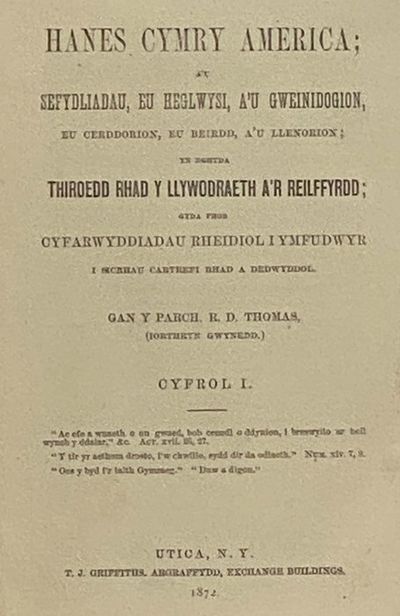 HANES CYMRY AMERICA;
A'U
SEFYDLIADAU, EU HEGLWYSI, A'U GWEINIDOGION,
EU CERDDORION, EU BEIRDD, A'U LLENORION;
YN NGHYDA
THIROEDD RHAD Y LLYWODRAETH A'R REILFFYRDD;
GYDA PHOB
CYFARWYDDIADAU RHEIDIOL I YMFUDWYR
I SICRHAU CARTREFI RHAD A DEDWYDDOL.
GAN Y PARCH. R. D. THOMAS,
(IORTHRYN GWYNEDD.)
CYFROL I.
"Ac efe a wnaeth o un gwaed, bob cenedl o ddynion, i breswylio ar holl
wyneb y ddaiar," &c. ACT. xvii. 26, 27.
"Y tir yr aethom drosto, i'w chwilio, sydd dir da odiaeth." NUM. xiv. 7, 8.
"Oes y byd i'r iaith Gymraeg." "Duw a digon."
UTICA, N. Y.
T. J. GRIFFITHS, ARGRAFFYDD, EXCHANGE BUILDINGS.
1872.